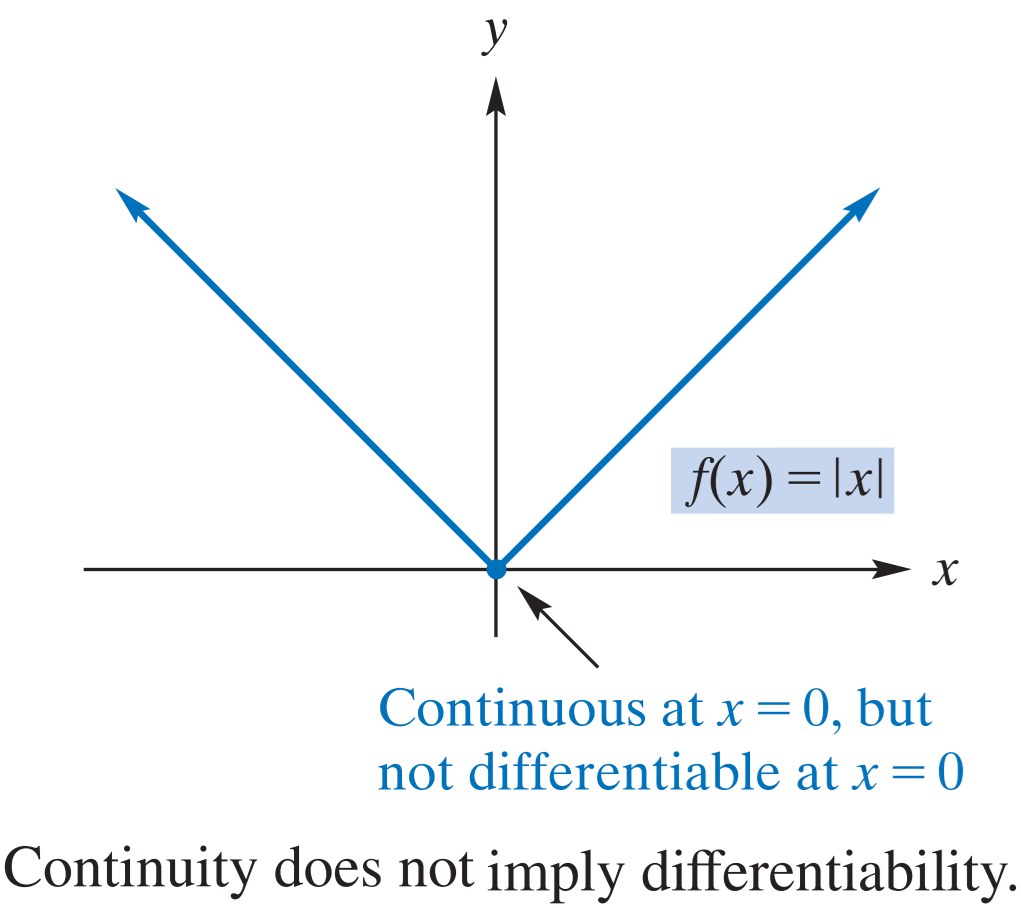 y
f(x) = |x|
x
Continuous at x = 0, but
not differentiable at x = 0
Continuity does not imply differentiability.